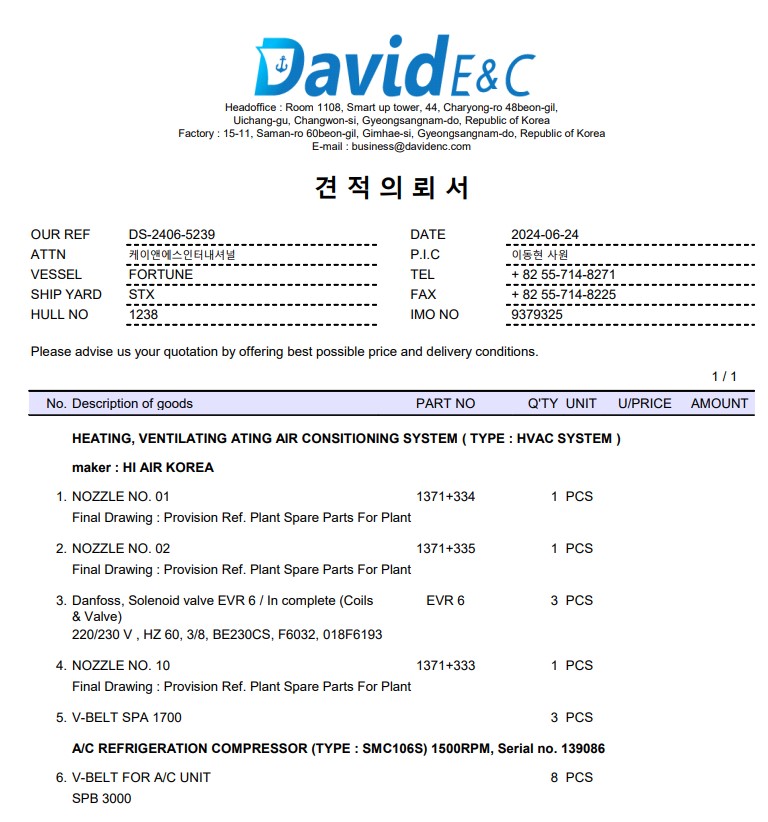 David E&C
Headoffice : Room 1108, Smart up tower, 44, Charyong-ro 48beon-gil,
Uichang-gu, Changwon-si, Gyeongsangnam-do, Republic of Korea
Factory : 15-11, Saman-ro 60beon-gil, Gimhae-si, Gyeongsangnam-do, Republic of Korea
E-mail : business@davidenc.com
견 적 의 뢰 서
OUR REF DS-2406-5239 DATE 2024-06-24
ATTN 케이앤에스인터내셔널 P.I.C 이동현 사원
VESSEL FORTUNE TEL + 82 55-714-8271
SHIP YARD STX FAX + 82 55-714-8225
HULL NO 1238 IMO NO 9379325
Please advise us your quotation by offering best possible price and delivery conditions.
1 / 1
No. Description of goods PART NO Q'TY UNIT U/PRICE AMOUNT
HEATING, VENTILATING ATING AIR CONSITIONING SYSTEM ( TYPE : HVAC SYSTEM )
maker : HI AIR KOREA
1. NOZZLE NO. 01 1371+334 1 PCS
Final Drawing : Provision Ref. Plant Spare Parts For Plant
2. NOZZLE NO. 02 1371+335 1 PCS
Final Drawing : Provision Ref. Plant Spare Parts For Plant
3. Danfoss, Solenoid valve EVR 6 / In complete (Coils EVR 6 3 PCS
& Valve)
220/230 V , HZ 60, 3/8, BE230CS, F6032, 018F6193
4. NOZZLE NO. 10 1371+333 1 PCS
Final Drawing : Provision Ref. Plant Spare Parts For Plant
5. V-BELT SPA 1700 3 PCS
A/C REFRIGERATION COMPRESSOR (TYPE : SMC106S) 1500RPM, Serial no. 139086
6. V-BELT FOR A/C UNIT 8 PCS
SPB 3000